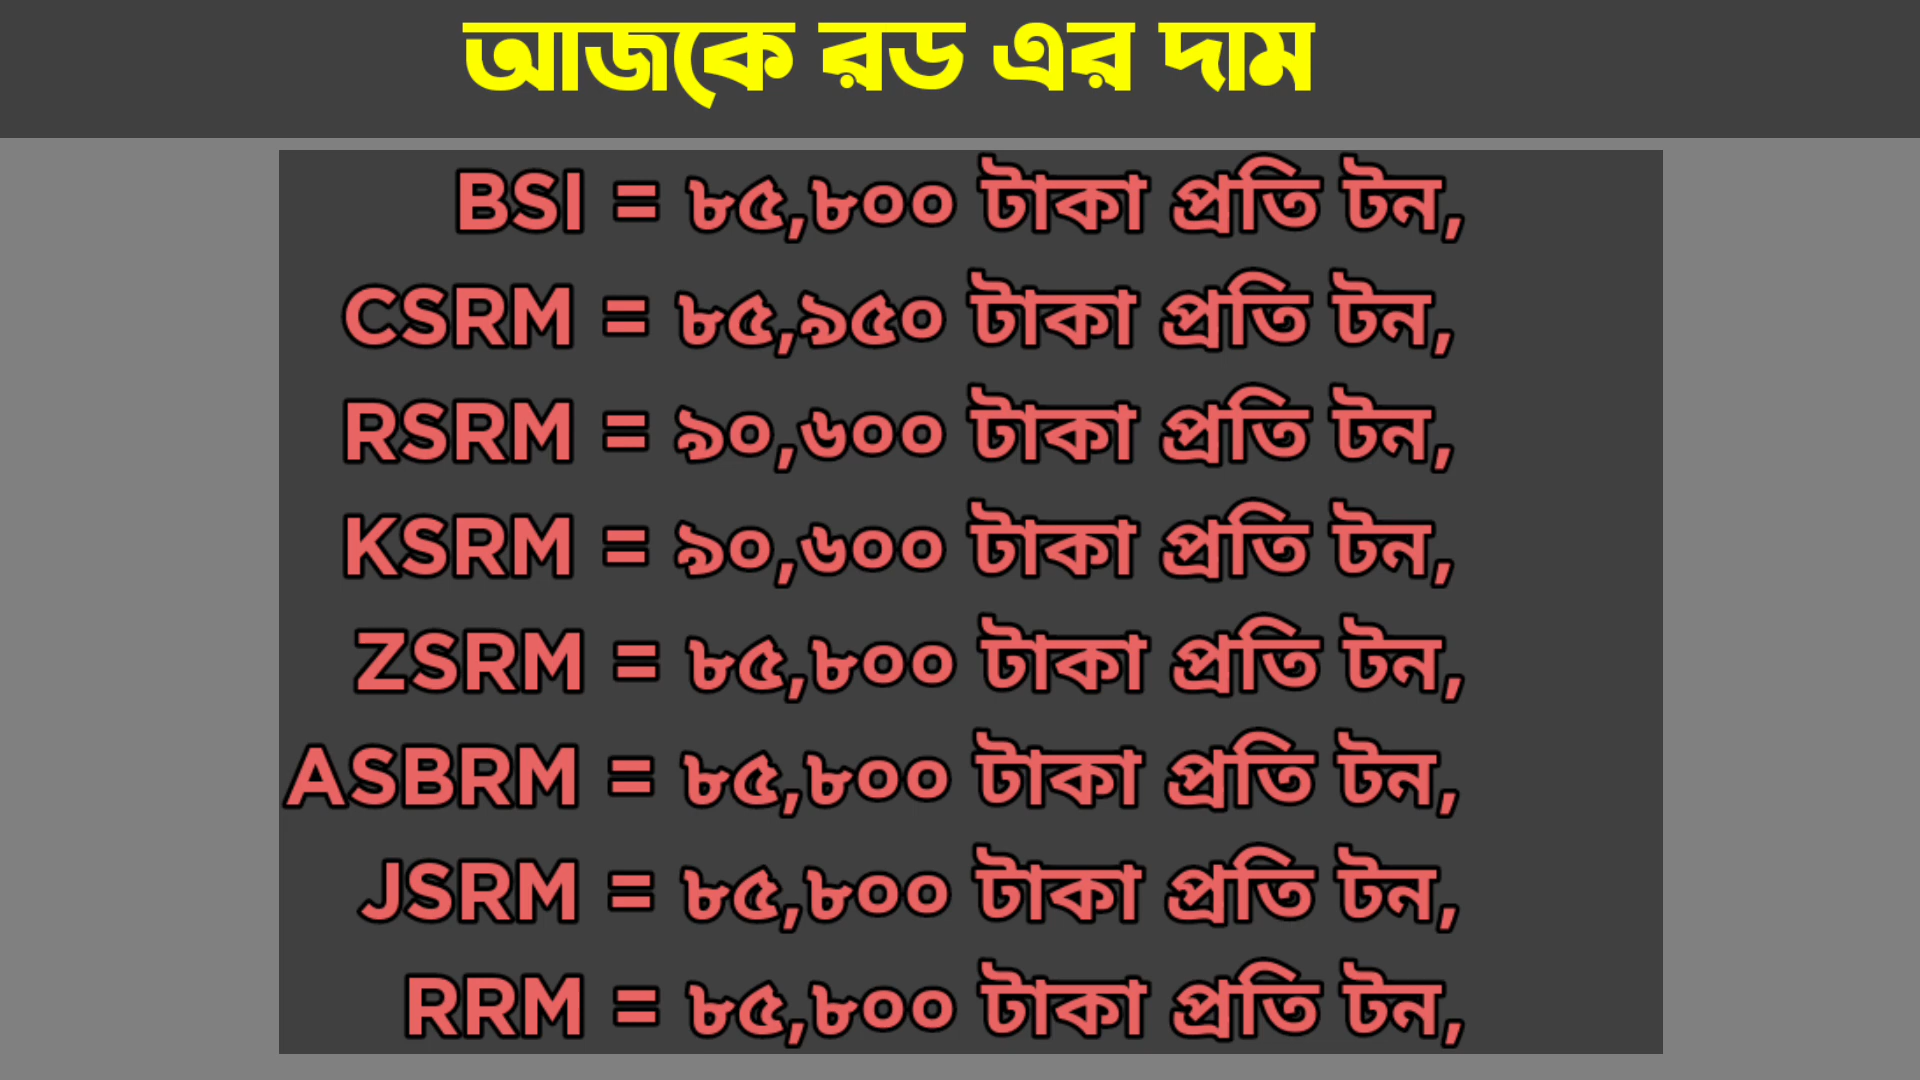 আজকে রড এর দাম
BSI = ৮৫,৮০০ টাকা প্রতি টন,
CSRM = ৮৫,৯৫০ টাকা প্রতি টন,
RSRM = ৯০,৬০০ টাকা প্রতি টন,
KSRM = ৯০,৬০০ টাকা প্রতি টন,
ZSRM = ৮৫,৮০০ টাকা প্রতি টন,
ASBRM = ৮৫,৮০০ টাকা প্রতি টন,
JSRM = ৮৫,৮০০ টাকা প্রতি টন,
RRM = ৮৫,৮০০ টাকা প্রতি টন,